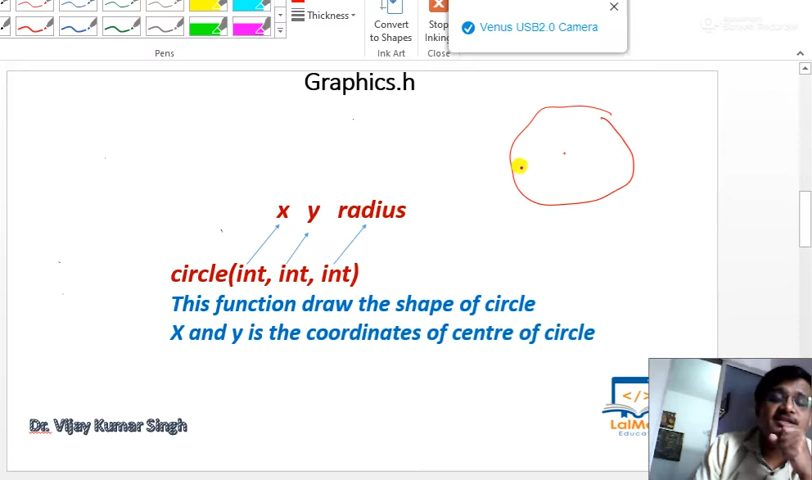 Thickness
Convert
to Shapes
Stop
Inking
Pens
Ink Art
Close
Venus USB2.0 Camera
Graphics.h
x y radius
circle(int, int, int)
This function draw the shape of circle
X and y is the coordinates of centre of circle
Dr. Vijay Kumar Singh